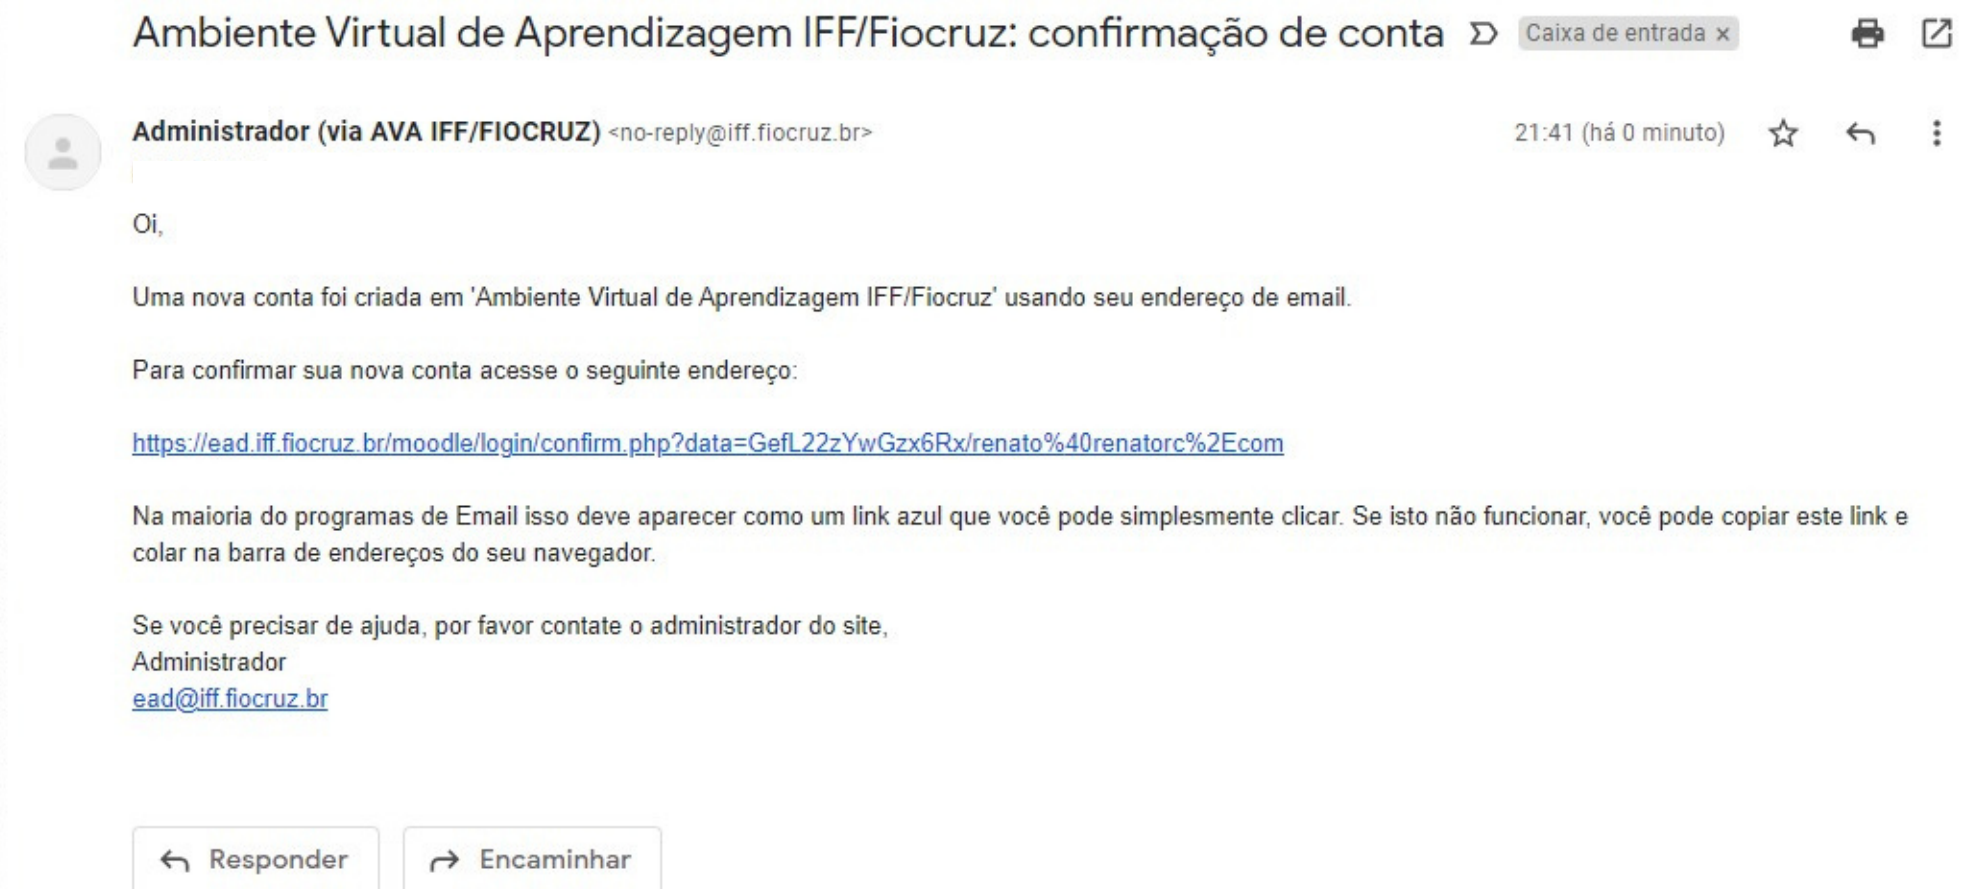 Ambiente Virtual de Aprendizagem IFF/Fiocruz: confirmação de conta Caixa de entrada ×
Administrador (via AVA IFF/FIOCRUZ) <no-reply@iff.fiocruz.br> 21:41 (há 0 minuto)
Oi,
Uma nova conta foi criada em 'Ambiente Virtual de Aprendizagem IFF/Fiocruz' usando seu endereço de email.
Para confirmar sua nova conta acesse o seguinte endereço:
https://ead.iff.fiocruz.br/moodle/login/confirm.php?data=GefL22zYwGzx6Rx/renato%40renatorc%2Ecom
Na maioria do programas de Email isso deve aparecer como um link azul que você pode simplesmente clicar. Se isto não funcionar, você pode copiar este link e
colar na barra de endereços do seu navegador.
Se você precisar de ajuda, por favor contate o administrador do site,
Administrador
ead@iff.fiocruz.br
Responder Encaminhar